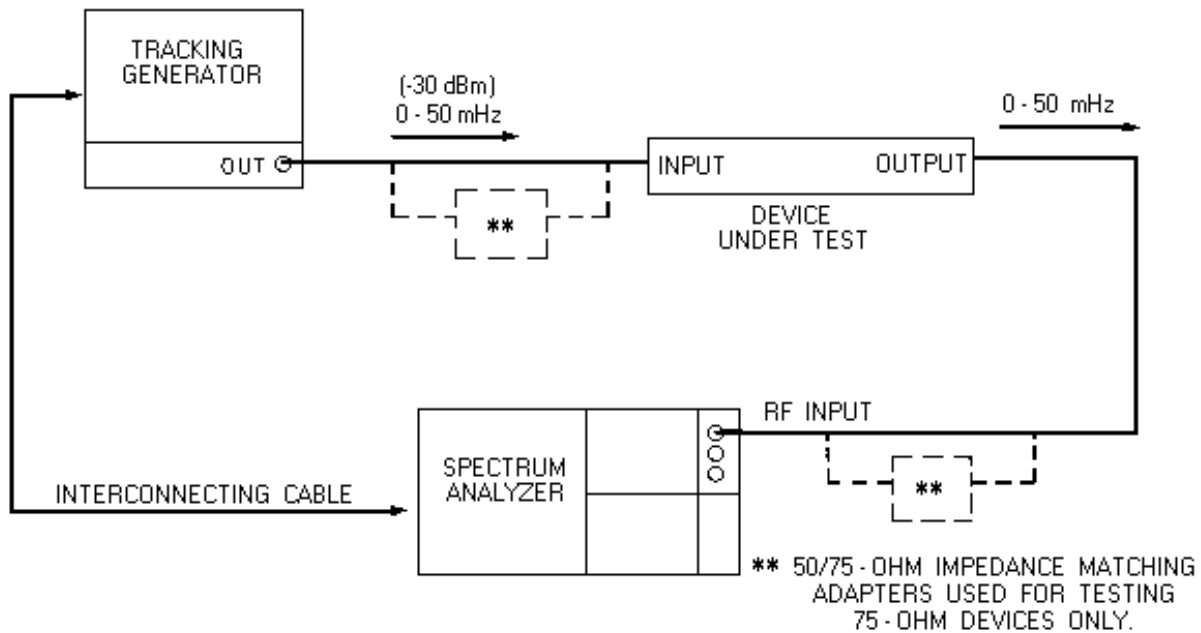 TRACKING
GENERATOR
OUT
(-30 dBm)
0 - 50 mHz
0 - 50 mHz
INPUT
OUTPUT
**
DEVICE
UNDER TEST
RF INPUT
SPECTRUM
ANALYZER
INTERCONNECTING CABLE
**
** 50/75 - OHM IMPEDANCE MATCHING
ADAPTERS USED FOR TESTING
75 - OHM DEVICES ONLY.